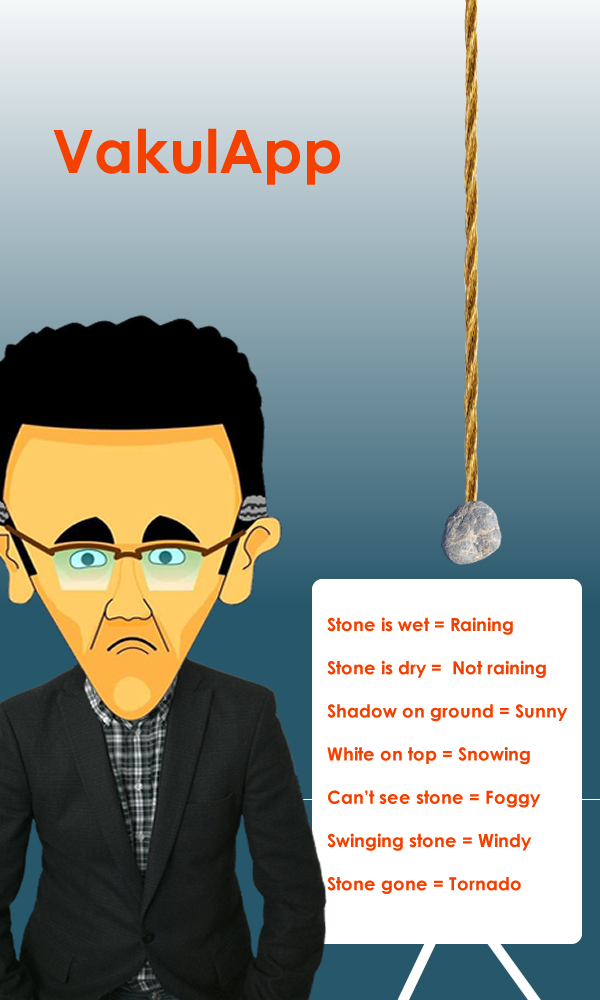 VakulApp
Stone is wet = Raining
Stone is dry =  Not raining
Shadow on ground = Sunny
White on top = Snowing
Can't see stone = Foggy
Swinging stone = Windy
Stone gone = Tornado